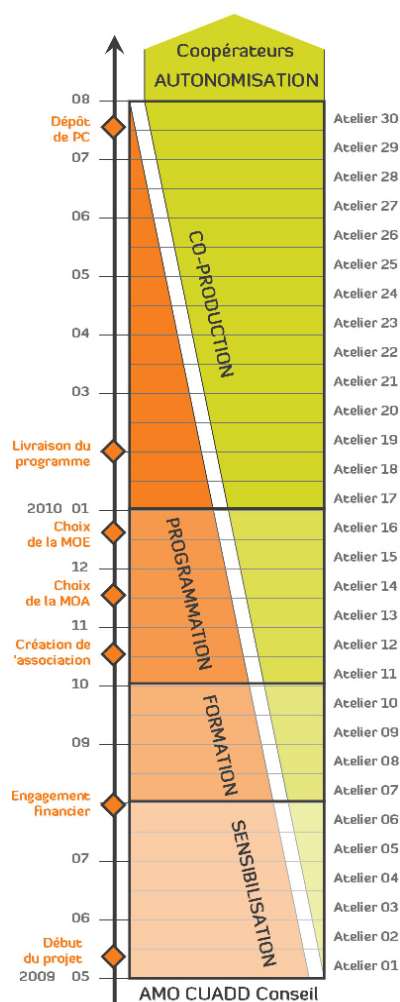 Coopérateurs
AUTONOMISATION
08
Atelier 30
Dépôt
de PC
Atelier 29
07
Atelier 28
Atelier 27
06
Atelier 26
Atelier 25
05
Atelier 24
CO-PRODUCTION
Atelier 23
04
Atelier 22
Atelier 21
03
Atelier 20
Livraison du
programme
Atelier 19
Atelier 18
Atelier 17
2010 01
Choix
de la MOE
Atelier 16
Atelier 15
12
Choix
de la MOA
Atelier 14
PROGRAMMATION
Atelier 13
11
Création de
'association
Atelier 12
Atelier 11
10
Atelier 10
FORMATION
Atelier 09
09
Atelier 08
Atelier 07
Engagement
financier
Atelier 06
SENSIBILISATION
Atelier 05
07
Atelier 04
Atelier 03
06
Atelier 02
Début
du projet
Atelier 01
2009 05
AMO CUADD Conseil